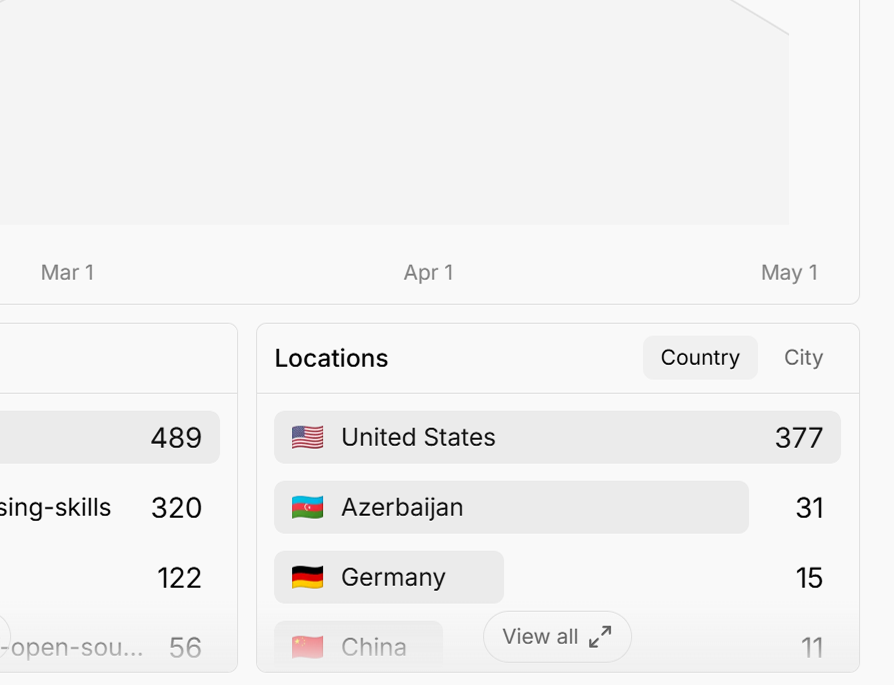 Mar 1 Apr 1 May 1
Locations Country City
489
United States 377
sing-skills 320
Azerbaijan 31
122
Germany 15
-open-sou... 56
China 11
View all